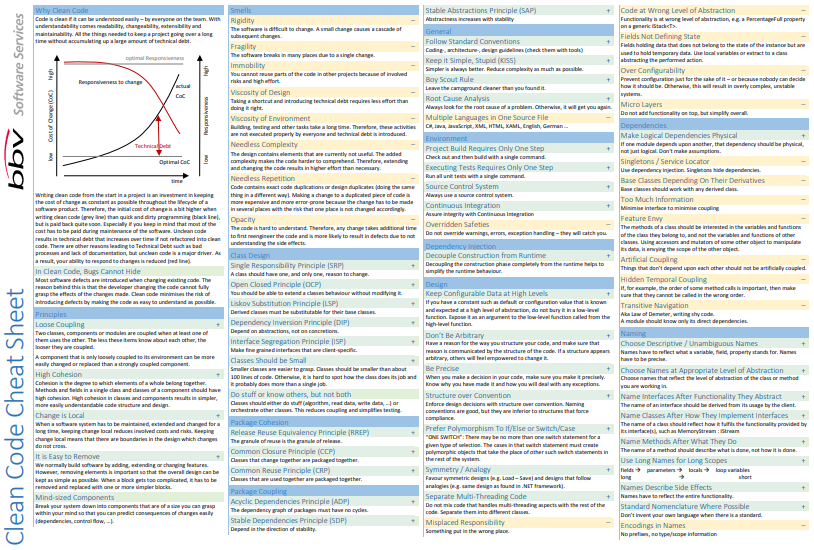 bbv Software Services
Clean Code Cheat Sheet
Why Clean Code
Code is clean if it can be understood easily – by everyone on the team. With
understandability comes readability, changeability, extensibility and
maintainability. All the things needed to keep a project going over a long
time without accumulating up a large amount of technical debt.
optimal Responsiveness
Responsiveness to change
actual
CoC
Technical Debt
Optimal CoC
high
Cost of Change (CoC)
low
high
Responsiveness
low
time
Writing clean code from the start in a project is an investment in keeping
the cost of change as constant as possible throughout the lifecycle of a
software product. Therefore, the initial cost of change is a bit higher when
writing clean code (grey line) than quick and dirty programming (black line),
but is paid back quite soon. Especially if you keep in mind that most of the
cost has to be paid during maintenance of the software. Unclean code
results in technical debt that increases over time if not refactored into clean
code. There are other reasons leading to Technical Debt such as bad
processes and lack of documentation, but unclean code is a major driver. As
a result, your ability to respond to changes is reduced (red line).
In Clean Code, Bugs Cannot Hide
Most software defects are introduced when changing existing code. The
reason behind this is that the developer changing the code cannot fully
grasp the effects of the changes made. Clean code minimises the risk of
introducing defects by making the code as easy to understand as possible.
Principles
Loose Coupling +
Two classes, components or modules are coupled when at least one of
them uses the other. The less these items know about each other, the
looser they are coupled.
A component that is only loosely coupled to its environment can be more
easily changed or replaced than a strongly coupled component.
High Cohesion +
Cohesion is the degree to which elements of a whole belong together.
Methods and fields in a single class and classes of a component should have
high cohesion. High cohesion in classes and components results in simpler,
more easily understandable code structure and design.
Change is Local +
When a software system has to be maintained, extended and changed for a
long time, keeping change local reduces involved costs and risks. Keeping
change local means that there are boundaries in the design which changes
do not cross.
It is Easy to Remove +
We normally build software by adding, extending or changing features.
However, removing elements is important so that the overall design can be
kept as simple as possible. When a block gets too complicated, it has to be
removed and replaced with one or more simpler blocks.
Mind-sized Components
Break your system down into components that are of a size you can grasp
within your mind so that you can predict consequences of changes easily
(dependencies, control flow, …).
Smells
Rigidity –
The software is difficult to change. A small change causes a cascade of
subsequent changes.
Fragility –
The software breaks in many places due to a single change.
Immobility –
You cannot reuse parts of the code in other projects because of involved
risks and high effort.
Viscosity of Design –
Taking a shortcut and introducing technical debt requires less effort than
doing it right.
Viscosity of Environment –
Building, testing and other tasks take a long time. Therefore, these activities
are not executed properly by everyone and technical debt is introduced.
Needless Complexity –
The design contains elements that are currently not useful. The added
complexity makes the code harder to comprehend. Therefore, extending
and changing the code results in higher effort than necessary.
Needless Repetition –
Code contains exact code duplications or design duplicates (doing the same
thing in a different way). Making a change to a duplicated piece of code is
more expensive and more error-prone because the change has to be made
in several places with the risk that one place is not changed accordingly.
Opacity –
The code is hard to understand. Therefore, any change takes additional time
to first reengineer the code and is more likely to result in defects due to not
understanding the side effects.
Class Design
Single Responsibility Principle (SRP) +
A class should have one, and only one, reason to change.
Open Closed Principle (OCP) +
You should be able to extend a classes behaviour without modifying it.
Liskov Substitution Principle (LSP) +
Derived classes must be substitutable for their base classes.
Dependency Inversion Principle (DIP) +
Depend on abstractions, not on concretions.
Interface Segregation Principle (ISP) +
Make fine grained interfaces that are client-specific.
Classes Should be Small +
Smaller classes are easier to grasp. Classes should be smaller than about
100 lines of code. Otherwise, it is hard to spot how the class does its job and
it probably does more than a single job.
Do stuff or know others, but not both
Classes should either do stuff (algorithm, read data, write data, …) or
orchestrate other classes. This reduces coupling and simplifies testing.
Package Cohesion
Release Reuse Equivalency Principle (RREP) +
The granule of reuse is the granule of release.
Common Closure Principle (CCP) +
Classes that change together are packaged together.
Common Reuse Principle (CRP) +
Classes that are used together are packaged together.
Package Coupling
Acyclic Dependencies Principle (ADP) +
The dependency graph of packages must have no cycles.
Stable Dependencies Principle (SDP) +
Depend in the direction of stability.
Stable Abstractions Principle (SAP) +
Abstractness increases with stability
General
Follow Standard Conventions +
Coding-, architecture-, design guidelines (check them with tools)
Keep it Simple, Stupid (KISS) +
Simpler is always better. Reduce complexity as much as possible.
Boy Scout Rule +
Leave the campground cleaner than you found it.
Root Cause Analysis +
Always look for the root cause of a problem. Otherwise, it will get you again.
Multiple Languages in One Source File –
C#, Java, JavaScript, XML, HTML, XAML, English, German …
Environment
Project Build Requires Only One Step +
Check out and then build with a single command.
Executing Tests Requires Only One Step +
Run all unit tests with a single command.
Source Control System +
Always use a source control system.
Continuous Integration +
Assure integrity with Continuous Integration
Overridden Safeties –
Do not override warnings, errors, exception handling – they will catch you.
Dependency Injection
Decouple Construction from Runtime +
Decoupling the construction phase completely from the runtime helps to
simplify the runtime behaviour.
Design
Keep Configurable Data at High Levels +
If you have a constant such as default or configuration value that is known
and expected at a high level of abstraction, do not bury it in a low-level
function. Expose it as an argument to the low-level function called from the
high-level function.
Don't Be Arbitrary +
Have a reason for the way you structure your code, and make sure that
reason is communicated by the structure of the code. If a structure appears
arbitrary, others will feel empowered to change it.
Be Precise +
When you make a decision in your code, make sure you make it precisely.
Know why you have made it and how you will deal with any exceptions.
Structure over Convention +
Enforce design decisions with structure over convention. Naming
conventions are good, but they are inferior to structures that force
compliance.
Prefer Polymorphism To If/Else or Switch/Case +
"ONE SWITCH": There may be no more than one switch statement for a
given type of selection. The cases in that switch statement must create
polymorphic objects that take the place of other such switch statements in
the rest of the system.
Symmetry / Analogy +
Favour symmetric designs (e.g. Load – Save) and designs that follow
analogies (e.g. same design as found in .NET framework).
Separate Multi-Threading Code +
Do not mix code that handles multi-threading aspects with the rest of the
code. Separate them into different classes.
Misplaced Responsibility –
Something put in the wrong place.
Code at Wrong Level of Abstraction –
Functionality is at wrong level of abstraction, e.g. a PercentageFull property
on a generic IStack<T>.
Fields Not Defining State –
Fields holding data that does not belong to the state of the instance but are
used to hold temporary data. Use local variables or extract to a class
abstracting the performed action.
Over Configurability –
Prevent configuration just for the sake of it – or because nobody can decide
how it should be. Otherwise, this will result in overly complex, unstable
systems.
Micro Layers –
Do not add functionality on top, but simplify overall.
Dependencies
Make Logical Dependencies Physical +
If one module depends upon another, that dependency should be physical,
not just logical. Don't make assumptions.
Singletons / Service Locator –
Use dependency injection. Singletons hide dependencies.
Base Classes Depending On Their Derivatives –
Base classes should work with any derived class.
Too Much Information –
Minimise interface to minimise coupling
Feature Envy –
The methods of a class should be interested in the variables and functions
of the class they belong to, and not the variables and functions of other
classes. Using accessors and mutators of some other object to manipulate
its data, is envying the scope of the other object.
Artificial Coupling –
Things that don't depend upon each other should not be artificially coupled.
Hidden Temporal Coupling –
If, for example, the order of some method calls is important, then make
sure that they cannot be called in the wrong order.
Transitive Navigation –
Aka Law of Demeter, writing shy code.
A module should know only its direct dependencies.
Naming
Choose Descriptive / Unambiguous Names +
Names have to reflect what a variable, field, property stands for. Names
have to be precise.
Choose Names at Appropriate Level of Abstraction +
Choose names that reflect the level of abstraction of the class or method
you are working in.
Name Interfaces After Functionality They Abstract +
The name of an interface should be derived from its usage by the client.
Name Classes After How They Implement Interfaces +
The name of a class should reflect how it fulfils the functionality provided by
its interface(s), such as MemoryStream : IStream
Name Methods After What They Do +
The name of a method should describe what is done, not how it is done.
Use Long Names for Long Scopes +
fields → parameters → locals → loop variables
long short
Names Describe Side Effects +
Names have to reflect the entire functionality.
Standard Nomenclature Where Possible +
Don't invent your own language when there is a standard.
Encodings in Names –
No prefixes, no type/scope information